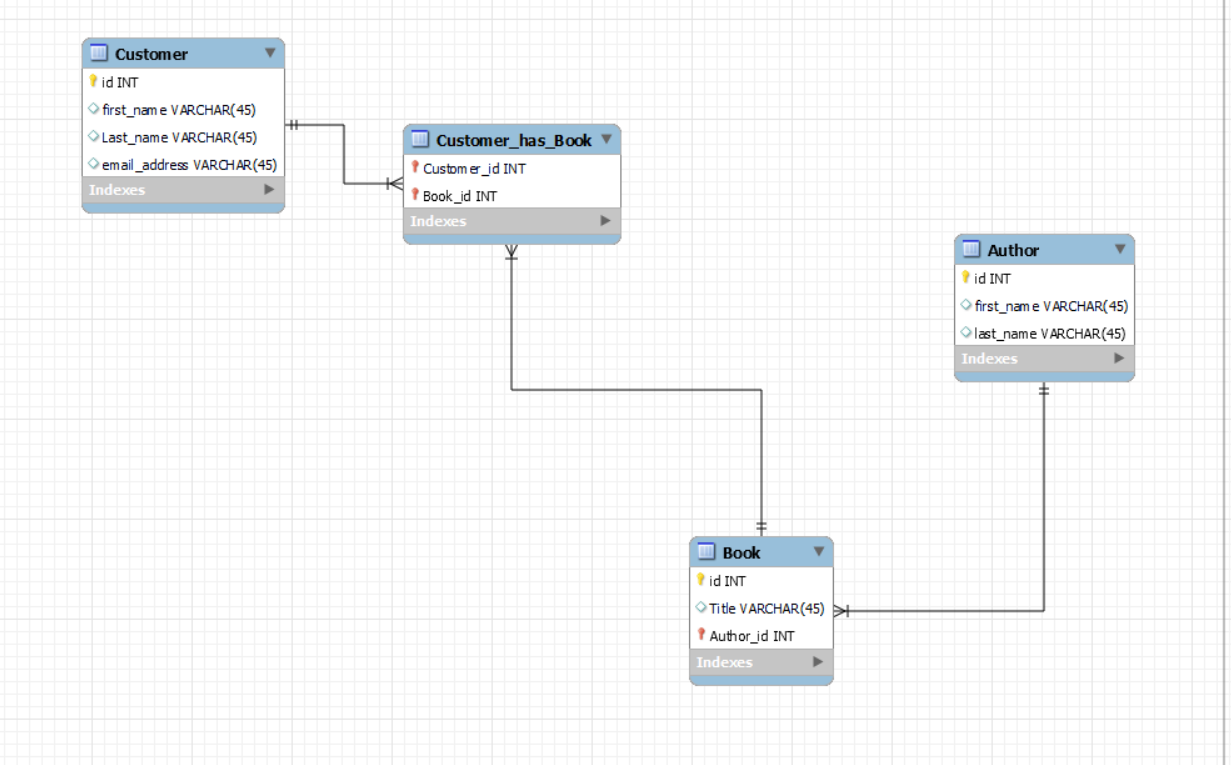 Customer
id INT
first_name VARCHAR(45)
Last_name VARCHAR(45)
email_address VARCHAR(45)
Indexes
Customer_has_Book
Customer_id INT
Book_id INT
Indexes
Author
id INT
first_name VARCHAR(45)
last_name VARCHAR(45)
Indexes
Book
id INT
Title VARCHAR(45)
Author_id INT
Indexes